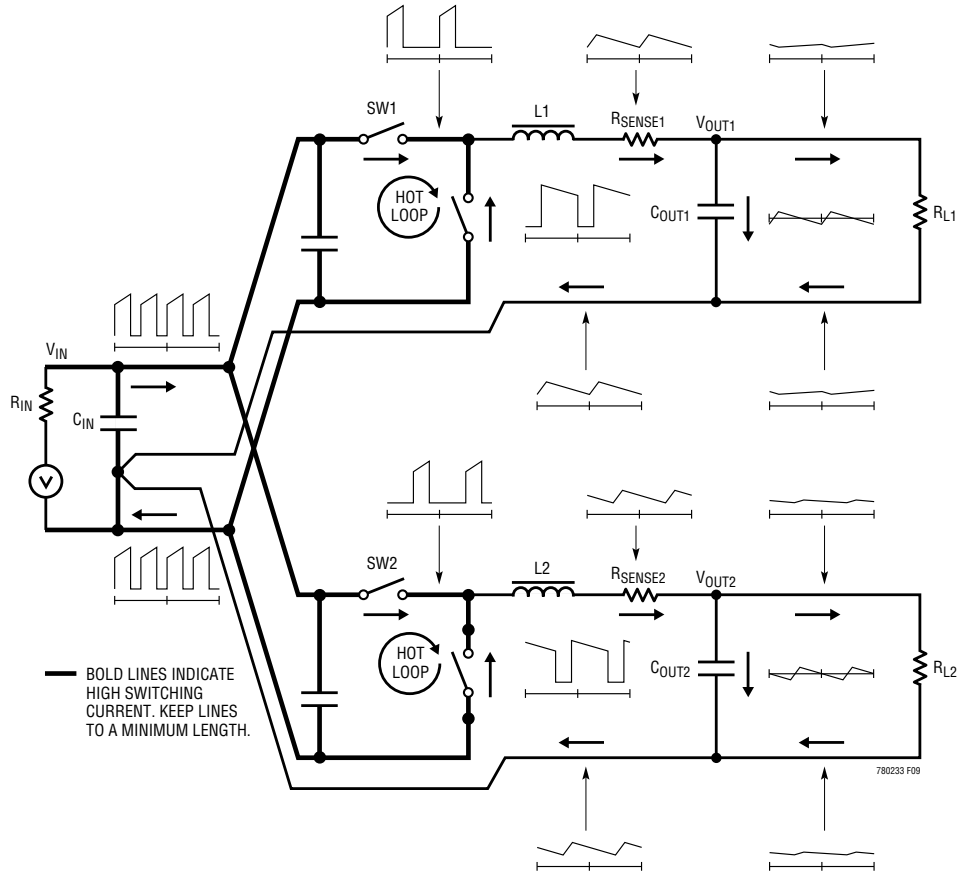 SW1
L1
RSENSE1
VOUT1
HOT
LOOP
COUT1
RL1
VIN
RIN
CIN
V
SW2
L2
RSENSE2
VOUT2
HOT
LOOP
COUT2
RL2
BOLD LINES INDICATE
HIGH SWITCHING
CURRENT. KEEP LINES
TO A MINIMUM LENGTH.
780233 F09